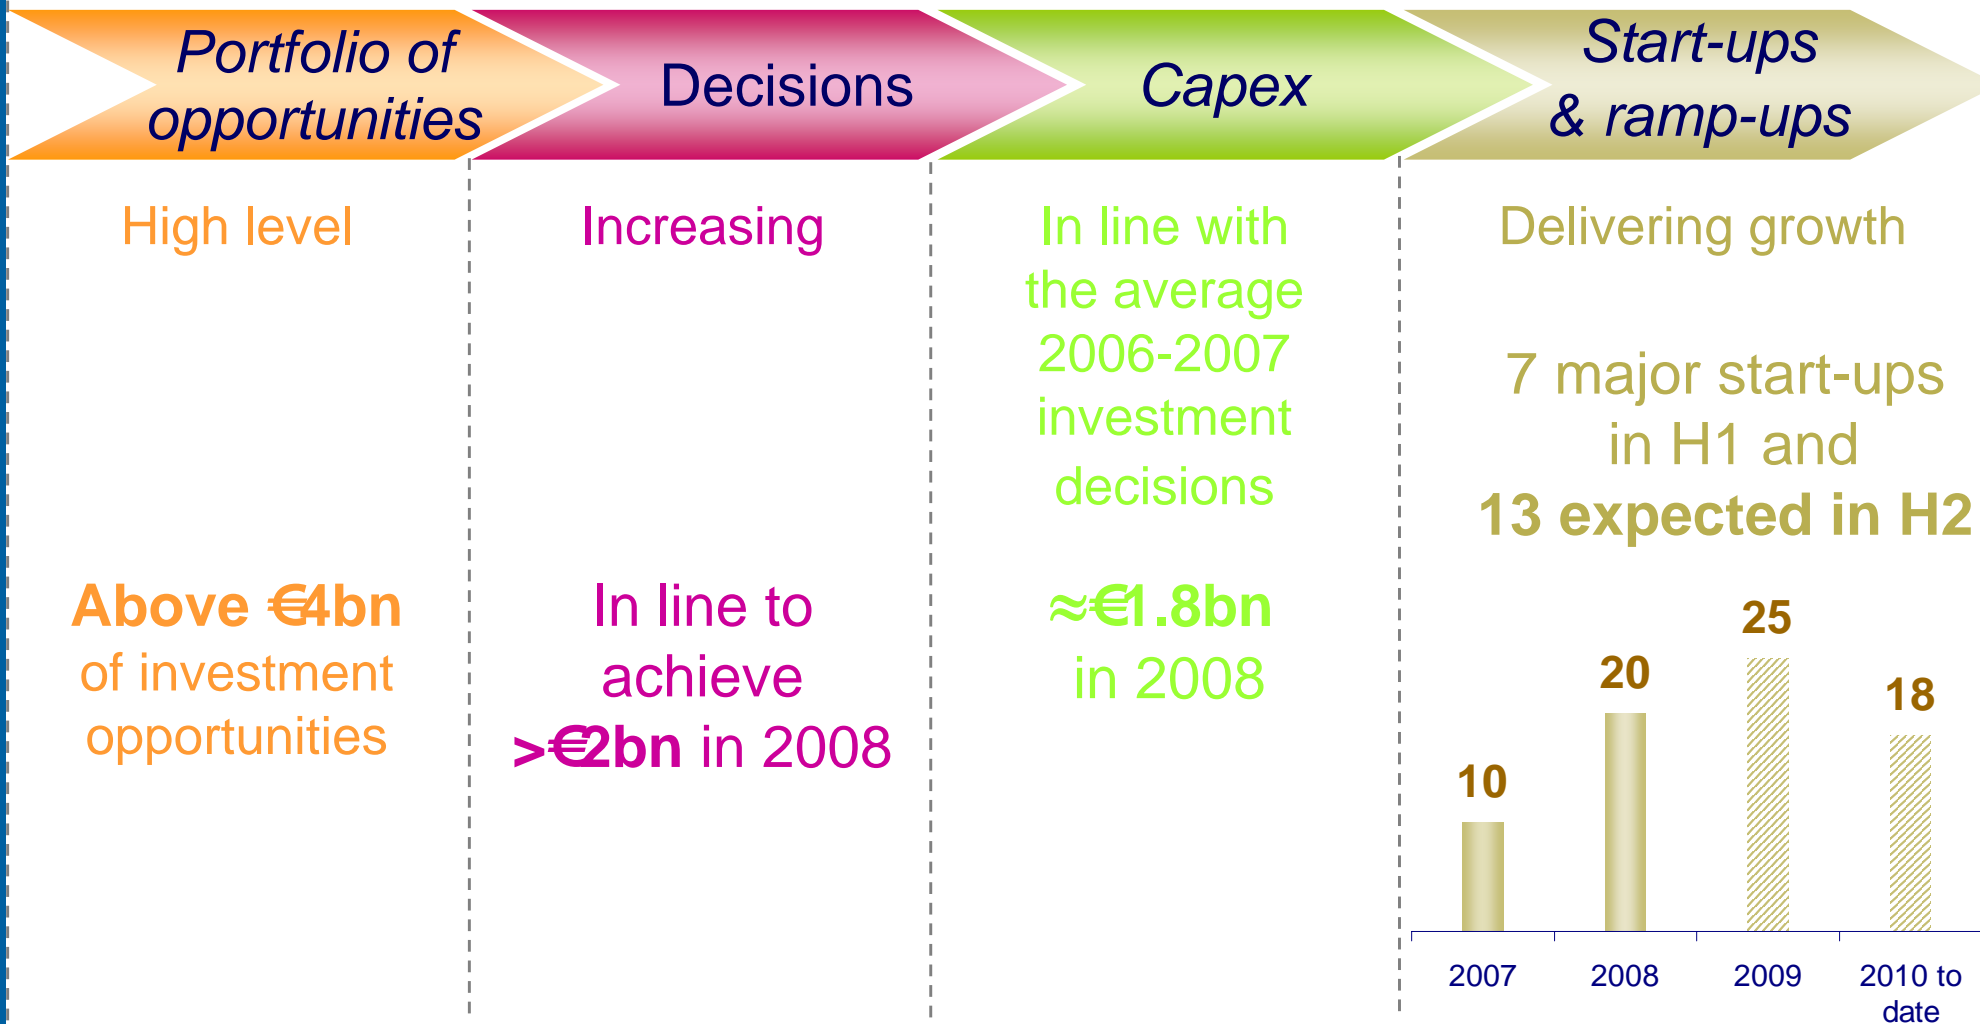 Portfolio of
opportunities
Decisions
Capex
Start-ups
& ramp-ups
High level
Above €4bn
of investment
opportunities
Increasing
In line to
achieve
>€2bn in 2008
In line with
the average
2006-2007
investment
decisions
≈€1.8bn
in 2008
Delivering growth
7 major start-ups
in H1 and
13 expected in H2
10
20
25
18
2007
2008
2009
2010 to
date